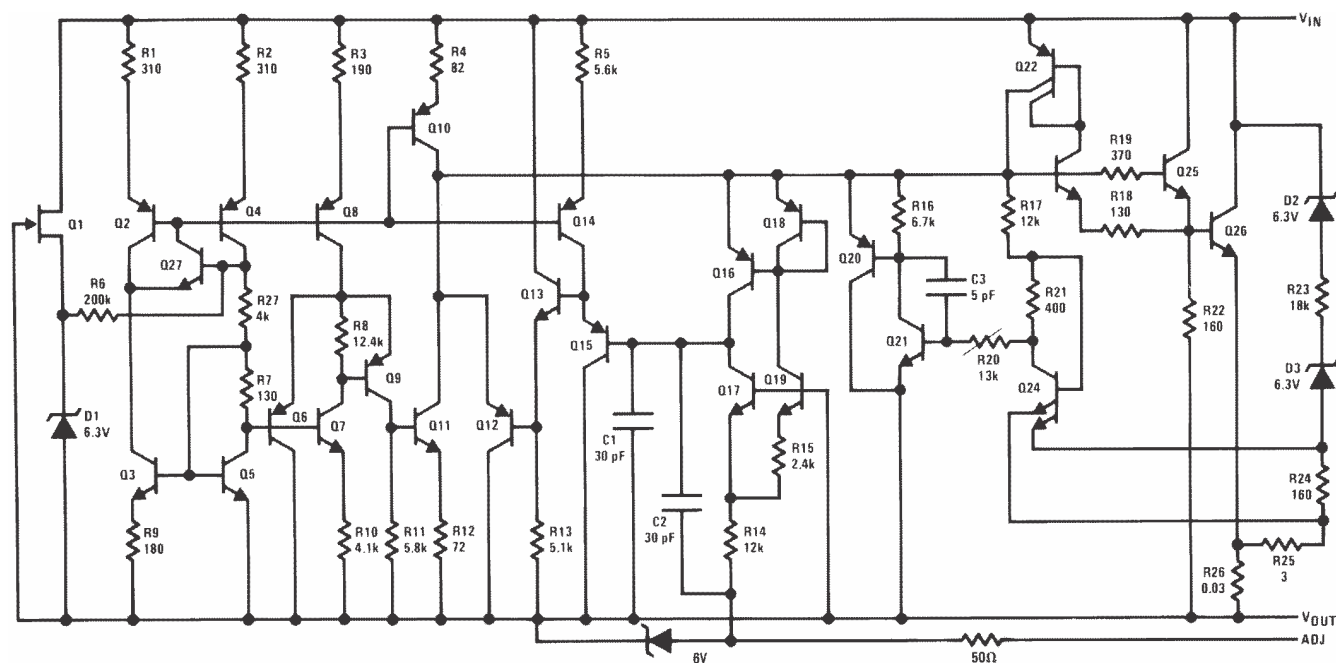 VIN
R1
310
R2
310
R3
190
R4
82
R5
5.6k
Q22
Q10
R19
370
Q25
Q1
Q2
Q4
Q8
Q14
Q18
R16
6.7k
R17
12k
R18
130
Q26
D2
6.3V
Q27
Q16
Q20
R6
200k
R27
4k
Q13
C3
5 pF
R21
400
R22
160
R23
18k
R8
12.4k
Q15
Q21
R20
13k
D3
6.3V
R7
130
Q9
Q17
Q19
Q24
D1
6.3V
Q6
Q7
Q11
Q12
C1
30 pF
R15
2.4k
Q3
Q5
R24
160
R9
180
R10
4.1k
R11
5.8k
R12
72
R13
5.1k
C2
30 pF
R14
12k
R25
3
R26
0.03
VOUT
ADJ
6V
50Ω